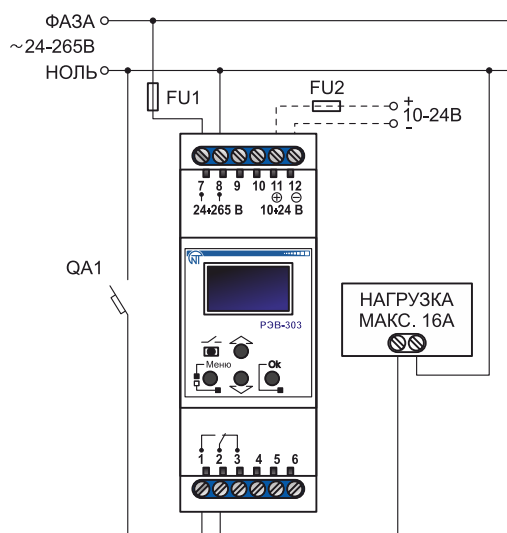 ФАЗА
~24-265В
НОЛЬ
FU1
FU2
+
10-24В
-
7 8 9 10 11 12
24÷265 В
10÷24 В
QA1
NT
РЭВ-303
Меню
Ok
НАГРУЗКА
МАКС. 16А
1 2 3 4 5 6